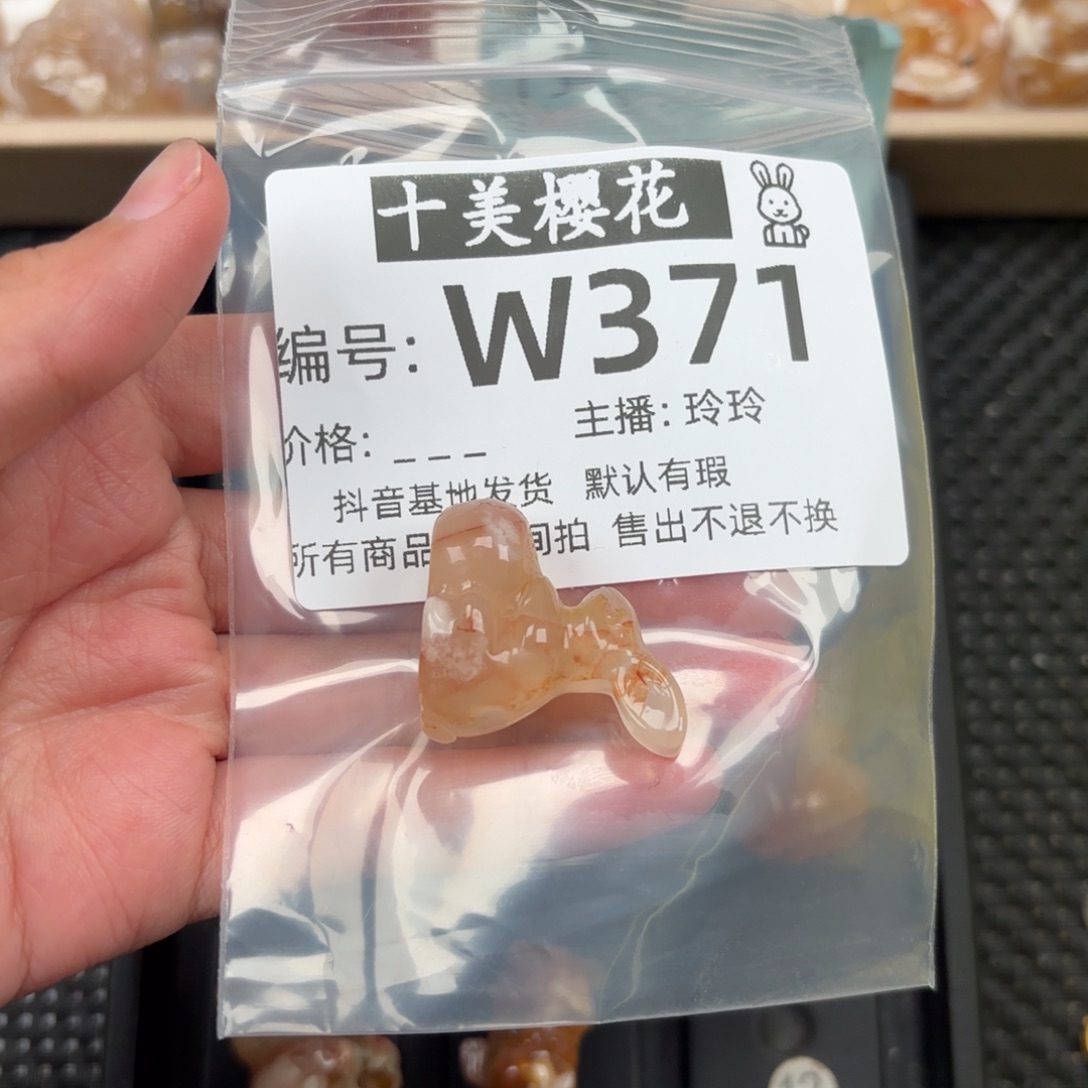 十美樱花
编号: W371
价格: _ _ _ 主播: 玲玲
抖音基地发货 默认有瑕
所有商品 间拍 售出不退不换